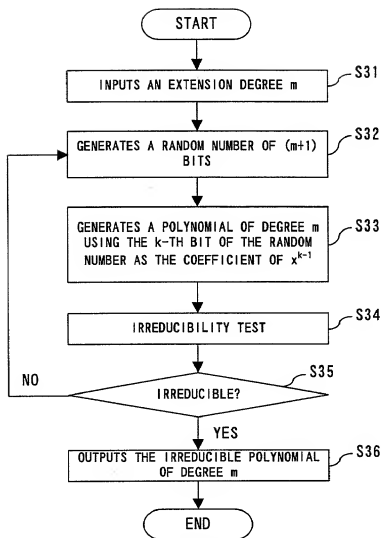 START
INPUTS AN EXTENSION DEGREE m
S31
GENERATES A RANDOM NUMBER OF (m+1)
BITS
S32
GENERATES A POLYNOMIAL OF DEGREE m
USING THE k-TH BIT OF THE RANDOM
NUMBER AS THE COEFFICIENT OF x^{k-1}
S33
IRREDUCIBILITY TEST
S34
IRREDUCIBLE?
S35
NO
YES
OUTPUTS THE IRREDUCIBLE POLYNOMIAL
OF DEGREE m
S36
END